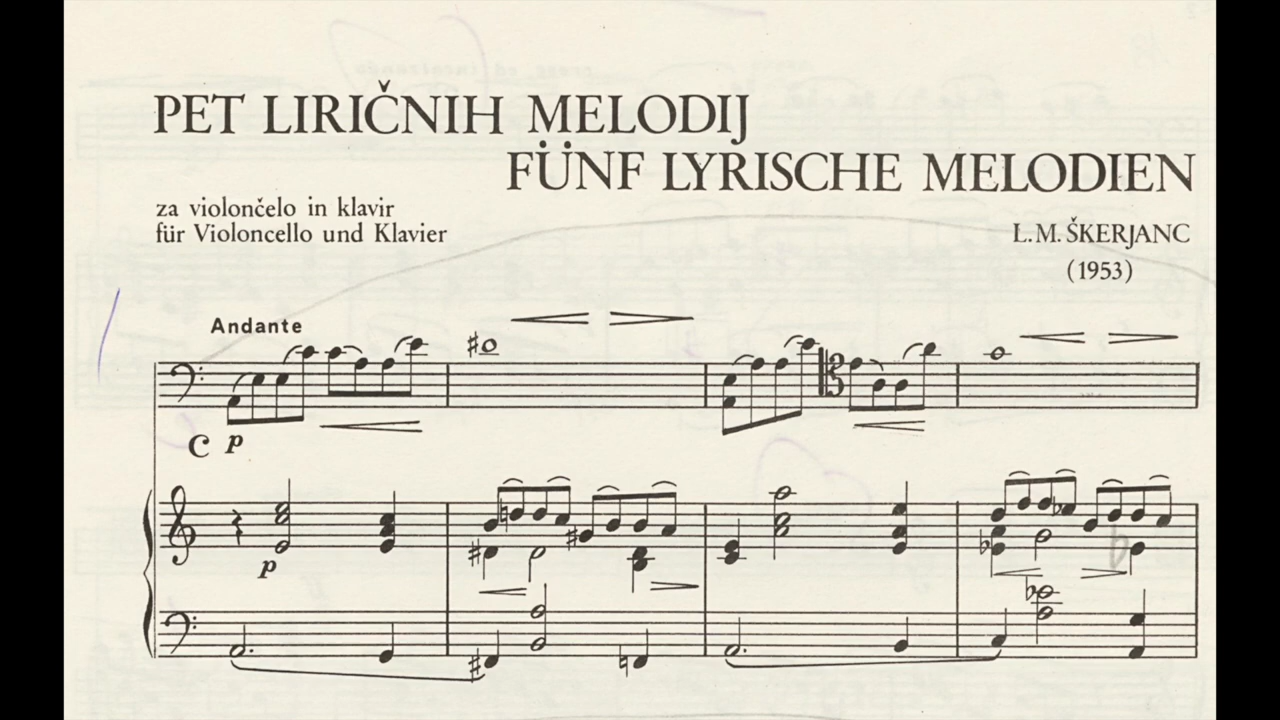 PET LIRIČNIH MELODIJ
FÜNF LYRISCHE MELODIEN
za violončelo in klavir
für Violoncello und Klavier
L. M. ŠKERJANC
(1953)
Andante
C p
p